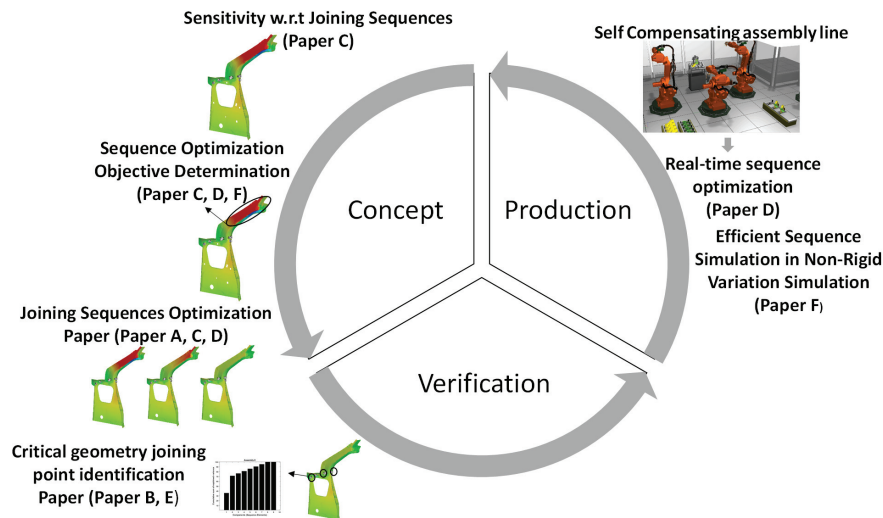 Sensitivity w.r.t Joining Sequences
(Paper C)
Sequence Optimization
Objective Determination
(Paper C, D, F)
Joining Sequences Optimization
Paper (Paper A, C, D)
Critical geometry joining
point identification
Paper (Paper B, E)
Concept
Production
Verification
Self Compensating assembly line
Real-time sequence
optimization
(Paper D)
Efficient Sequence
Simulation in Non-Rigid
Variation Simulation
(Paper F)